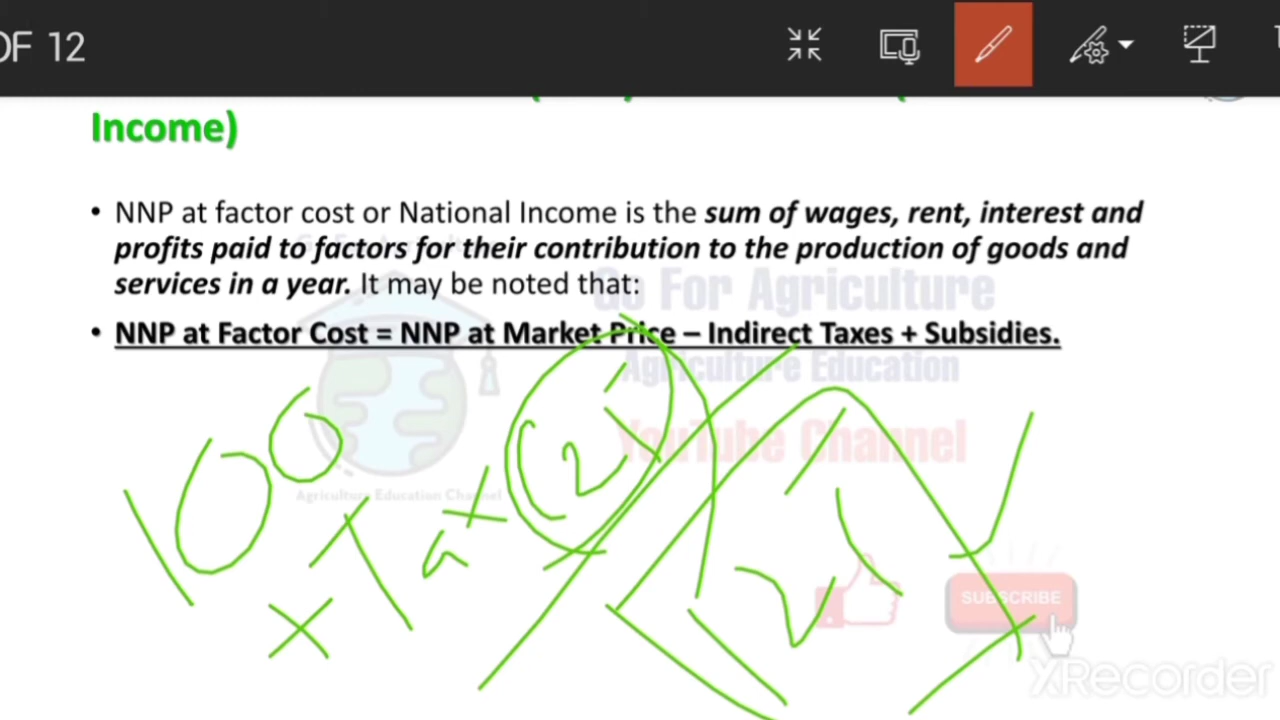 OF 12
Income)
• NNP at factor cost or National Income is the sum of wages, rent, interest and
profits paid to factors for their contribution to the production of goods and
services in a year. It may be noted that:
• NNP at Factor Cost = NNP at Market Price – Indirect Taxes + Subsidies.
Go For Agriculture
Agriculture Education
YouTube Channel
Agriculture Education Channel
100
+ Tax
SUBSCRIBE
XRecorder